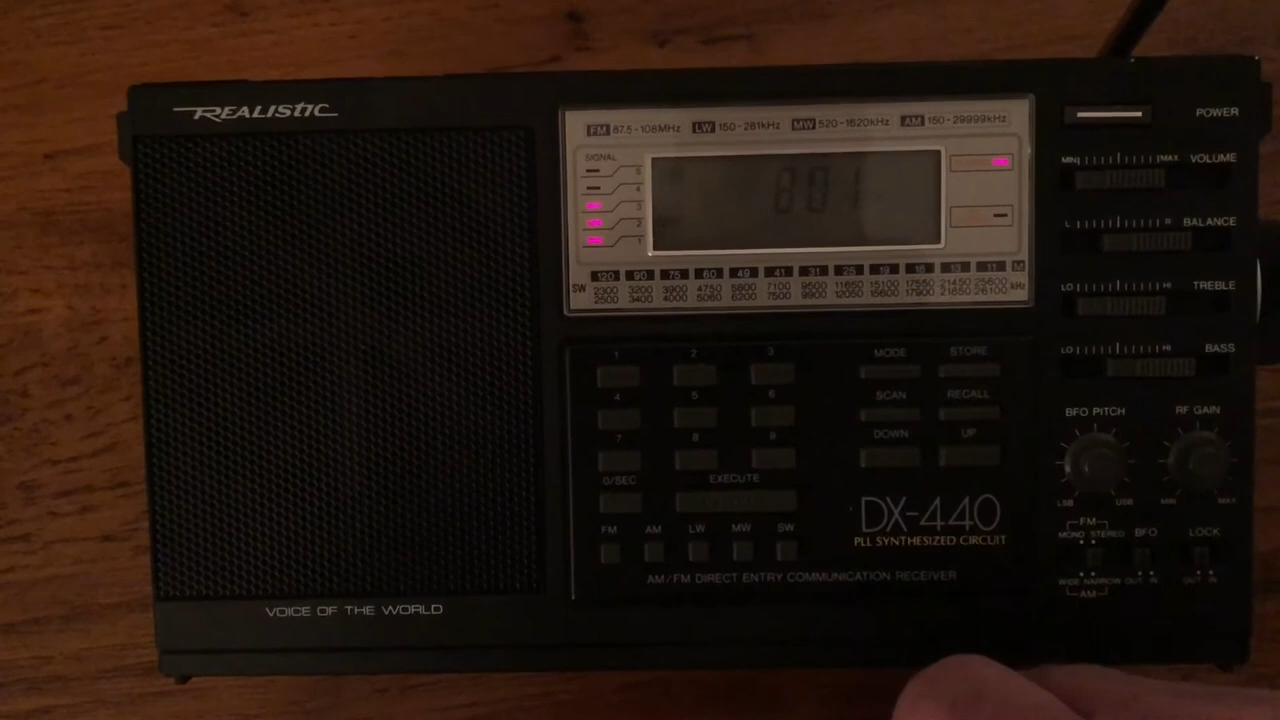 REALISTIC
FM 87.5-108MHz LW 150-281kHz MW 520-1620kHz AM 150-29999kHz
SIGNAL
5
4
3
2
1
801
120 90 75 60 49 41 31 25 19 16 13 11 M
SW 2300 3200 3900 4750 5800 7100 9500 11650 15100 17550 21450 25600 kHz
2500 3400 4000 5060 6200 7500 9900 12050 15600 17900 21850 26100
POWER
MIN MAX VOLUME
L R BALANCE
LO HI TREBLE
LO HI BASS
1 2 3 MODE STORE
4 5 6 SCAN RECALL
7 8 9 DOWN UP
0/SEC EXECUTE
FM AM LW MW SW
DX-440
PLL SYNTHESIZED CIRCUIT
AM/FM DIRECT ENTRY COMMUNICATION RECEIVER
BFO PITCH RF GAIN
LSB USB MIN MAX
FM
MONO STEREO BFO LOCK
WIDE NARROW OUT IN OUT IN
AM
VOICE OF THE WORLD